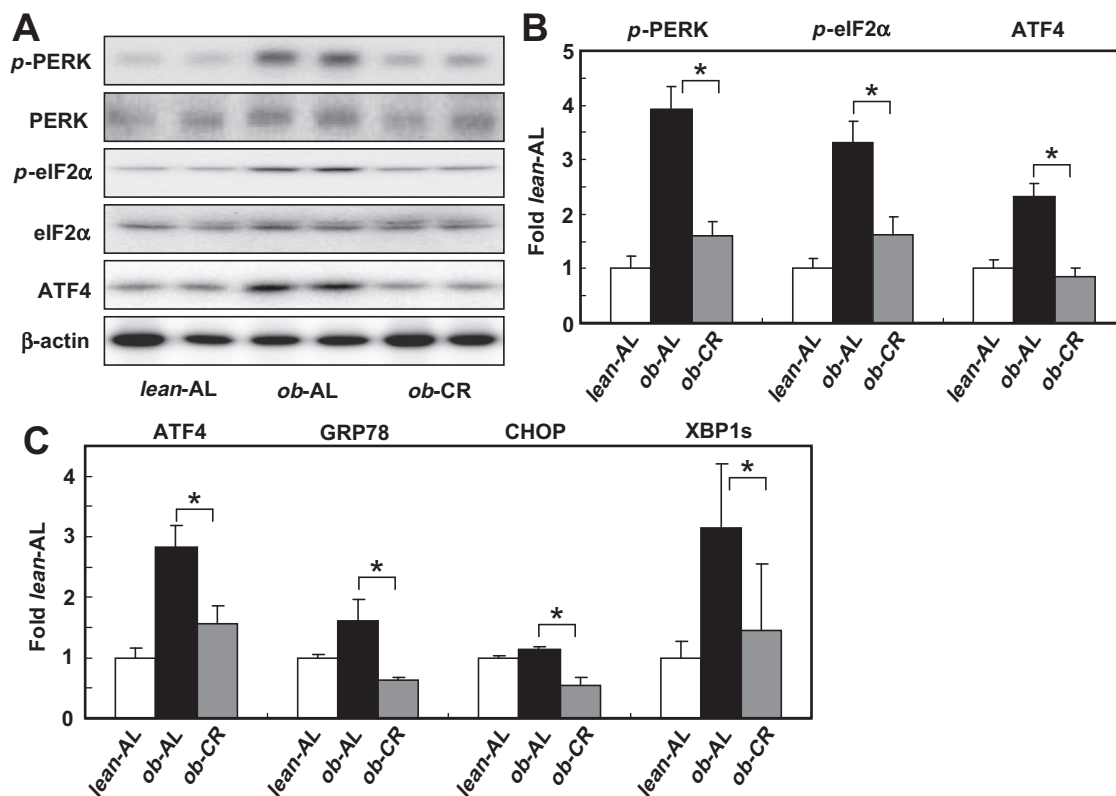 A
p-PERK
PERK
p-eIF2α
eIF2α
ATF4
β-actin
lean-AL ob-AL ob-CR
B
p-PERK p-eIF2α ATF4
Fold lean-AL
5
4
3
2
1
0
* * *
lean-AL ob-AL ob-CR lean-AL ob-AL ob-CR lean-AL ob-AL ob-CR
C
ATF4 GRP78 CHOP XBP1s
Fold lean-AL
4
3
2
1
0
* * * *
lean-AL ob-AL ob-CR lean-AL ob-AL ob-CR lean-AL ob-AL ob-CR lean-AL ob-AL ob-CR